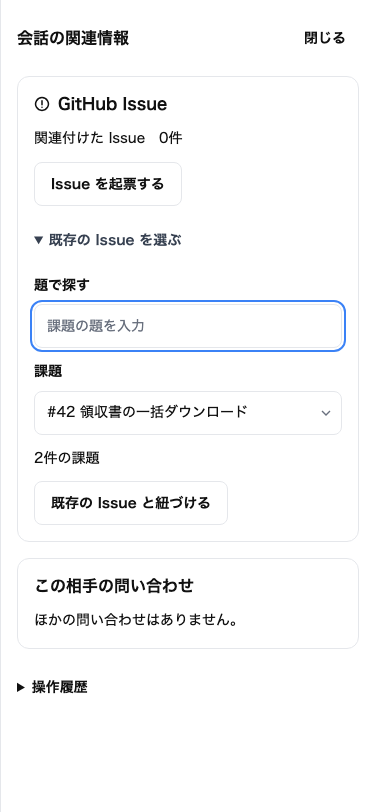 会話の関連情報
閉じる
GitHub Issue
関連付けた Issue 0件
Issue を起票する
▼ 既存の Issue を選ぶ
題で探す
課題の題を入力
課題
#42 領収書の一括ダウンロード
2件の課題
既存の Issue と紐づける
この相手の問い合わせ
ほかの問い合わせはありません。
▶ 操作履歴